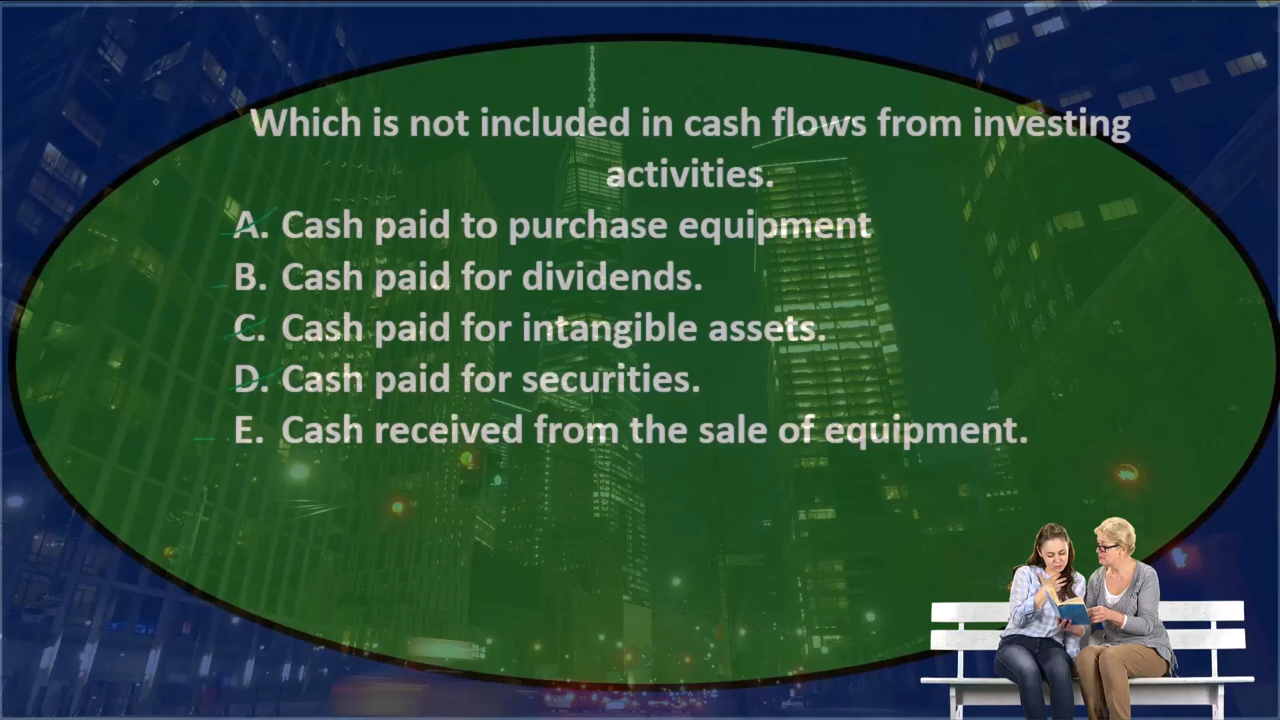 Which is not included in cash flows from investing
activities.
A. Cash paid to purchase equipment
B. Cash paid for dividends.
C. Cash paid for intangible assets.
D. Cash paid for securities.
E. Cash received from the sale of equipment.